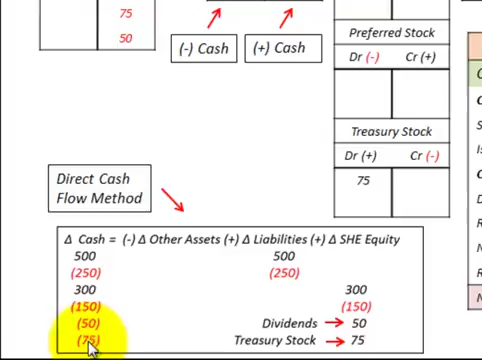 75
50
(-) Cash
(+) Cash
Preferred Stock
Dr (-) Cr (+)
Treasury Stock
Dr (+) Cr (-)
75
Direct Cash
Flow Method
Δ Cash = (-) Δ Other Assets (+) Δ Liabilities (+) Δ SHE Equity
500 500
(250) (250)
300 300
(150) (150)
(50) Dividends 50
(75) Treasury Stock 75